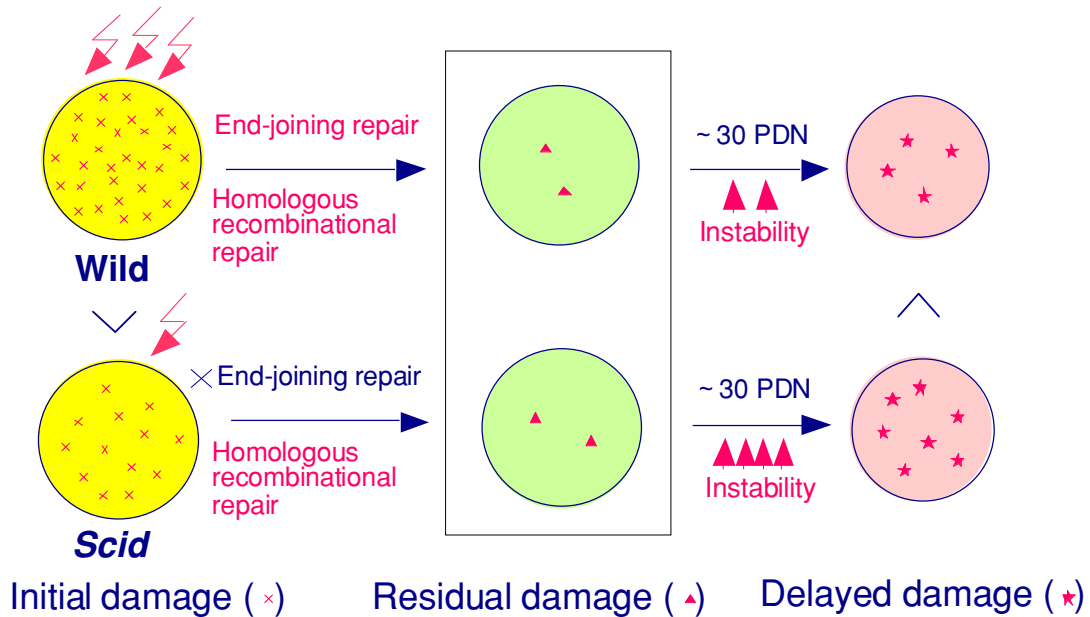 End-joining repair
Homologous
recombinational
repair
~ 30 PDN
Instability
Wild
End-joining repair
Homologous
recombinational
repair
~ 30 PDN
Instability
Scid
Initial damage ( × ) Residual damage ( ▲ ) Delayed damage ( ★ )